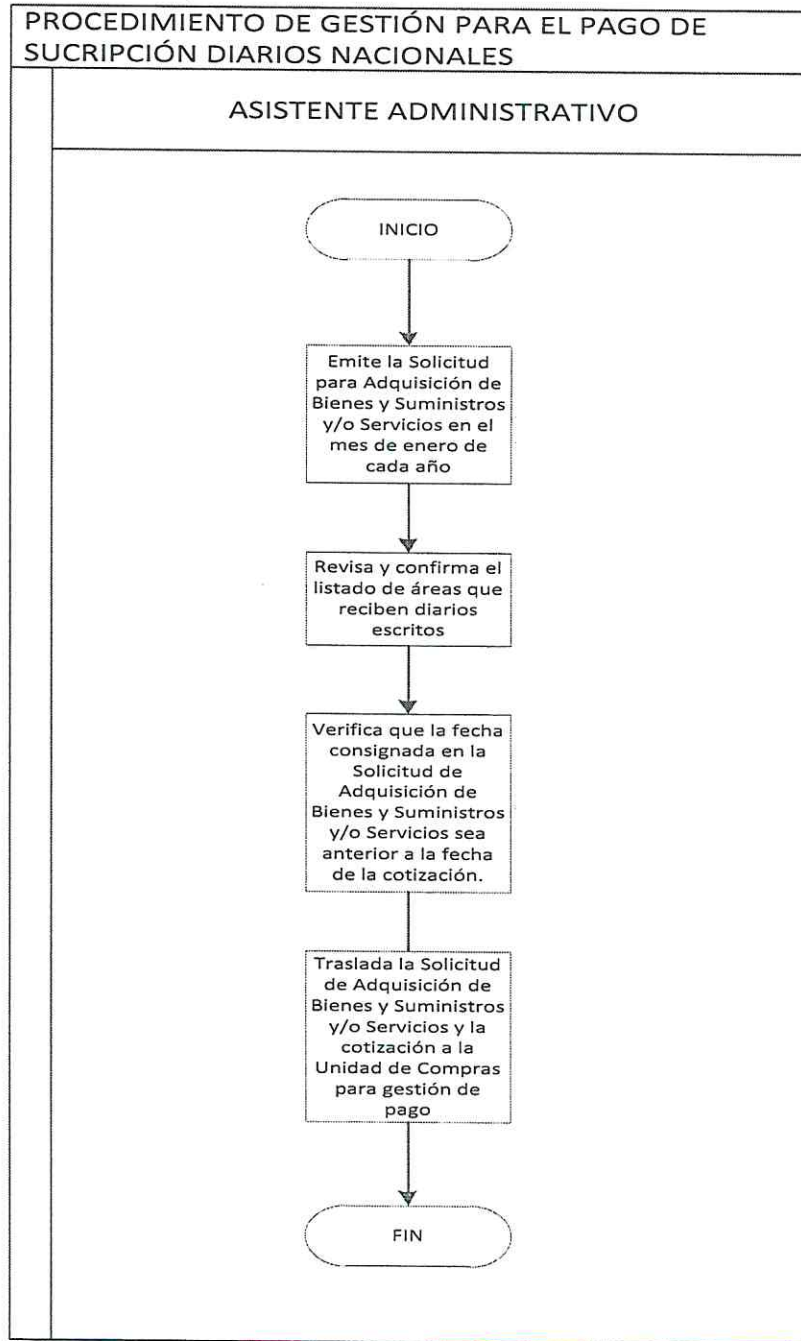 PROCEDIMIENTO DE GESTIÓN PARA EL PAGO DE
SUCRIPCIÓN DIARIOS NACIONALES
ASISTENTE ADMINISTRATIVO
INICIO
Emite la Solicitud
para Adquisición de
Bienes y Suministros
y/o Servicios en el
mes de enero de
cada año
Revisa y confirma el
listado de áreas que
reciben diarios
escritos
Verifica que la fecha
consignada en la
Solicitud de
Adquisición de
Bienes y Suministros
y/o Servicios sea
anterior a la fecha
de la cotización.
Traslada la Solicitud
de Adquisición de
Bienes y Suministros
y/o Servicios y la
cotización a la
Unidad de Compras
para gestión de
pago
FIN